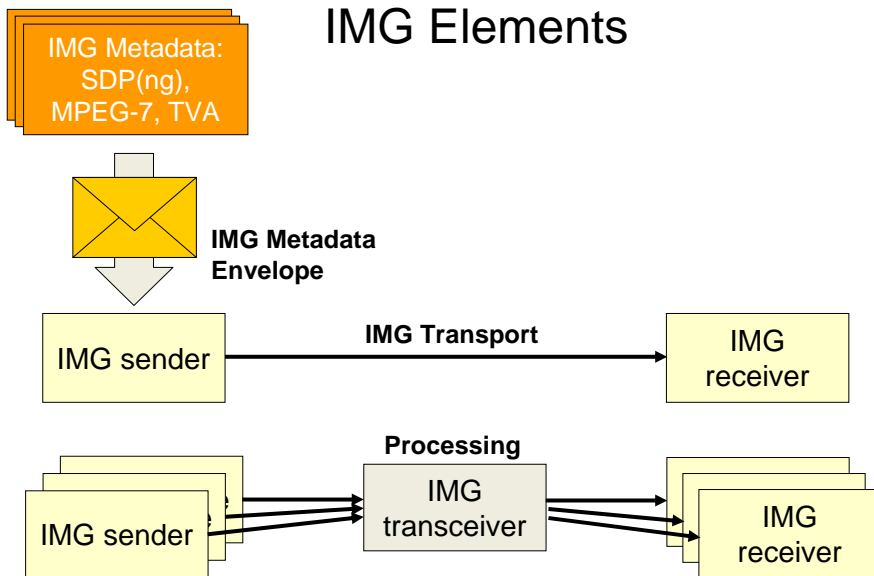 IMG Elements
IMG Metadata:
SDP(ng),
MPEG-7, TVA
IMG Metadata
Envelope
IMG sender
IMG Transport
IMG
receiver
Processing
IMG sender
IMG
transceiver
IMG
receiver